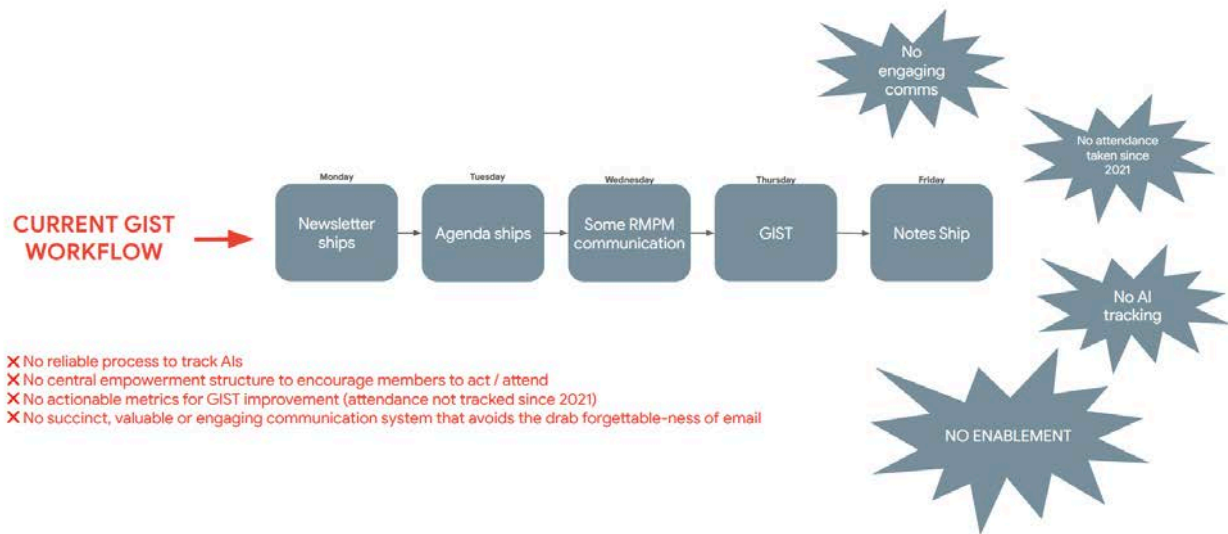 No
engaging
comms
No attendance
taken since
2021
Monday
Tuesday
Wednesday
Thursday
Friday
CURRENT GIST
WORKFLOW
Newsletter
ships
Agenda ships
Some RMPM
communication
GIST
Notes Ship
No AI
tracking
No reliable process to track AIs
No central empowerment structure to encourage members to act / attend
No actionable metrics for GIST improvement (attendance not tracked since 2021)
No succinct, valuable or engaging communication system that avoids the drab forgettable-ness of email
NO ENABLEMENT